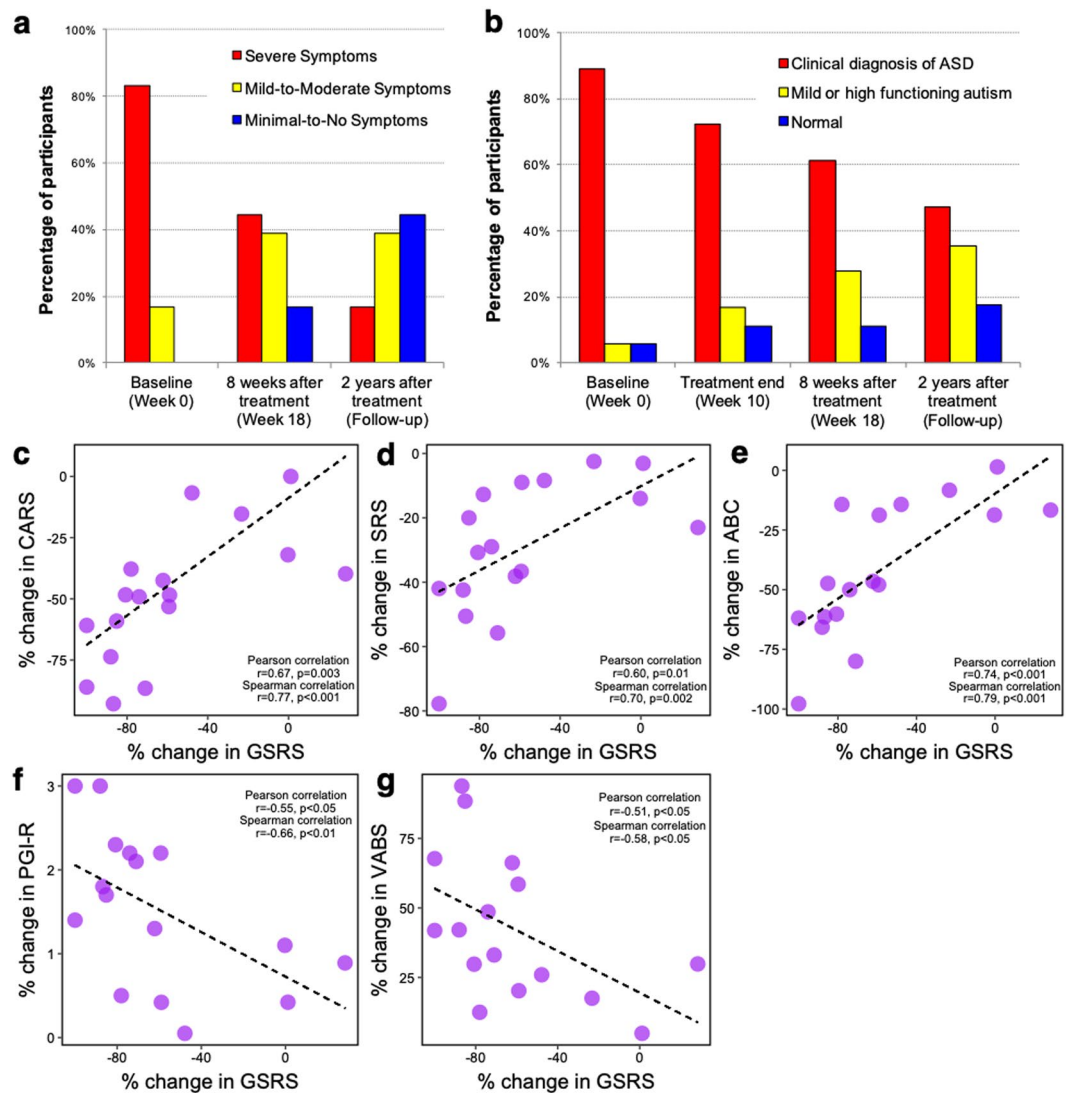 a
100%
80%
60%
40%
20%
0%
Percentage of participants
Severe Symptoms
Mild-to-Moderate Symptoms
Minimal-to-No Symptoms
Baseline
(Week 0)
8 weeks after
treatment
(Week 18)
2 years after
treatment
(Follow-up)
b
100%
80%
60%
40%
20%
0%
Percentage of participants
Clinical diagnosis of ASD
Mild or high functioning autism
Normal
Baseline
(Week 0)
Treatment end
(Week 10)
8 weeks after
treatment
(Week 18)
2 years after
treatment
(Follow-up)
c
% change in CARS
0
-25
-50
-75
Pearson correlation
r=0.67, p=0.003
Spearman correlation
r=0.77, p<0.001
-80 -40 0
% change in GSRS
d
% change in SRS
0
-20
-40
-60
-80
Pearson correlation
r=0.60, p=0.01
Spearman correlation
r=0.70, p=0.002
-80 -40 0
% change in GSRS
e
% change in ABC
0
-25
-50
-75
-100
Pearson correlation
r=0.74, p<0.001
Spearman correlation
r=0.79, p<0.001
-80 -40 0
% change in GSRS
f
% change in PGI-R
3
2
1
0
Pearson correlation
r=-0.55, p<0.05
Spearman correlation
r=-0.66, p<0.01
-80 -40 0
% change in GSRS
g
% change in VABS
75
50
25
Pearson correlation
r=-0.51, p<0.05
Spearman correlation
r=-0.58, p<0.05
-80 -40 0
% change in GSRS